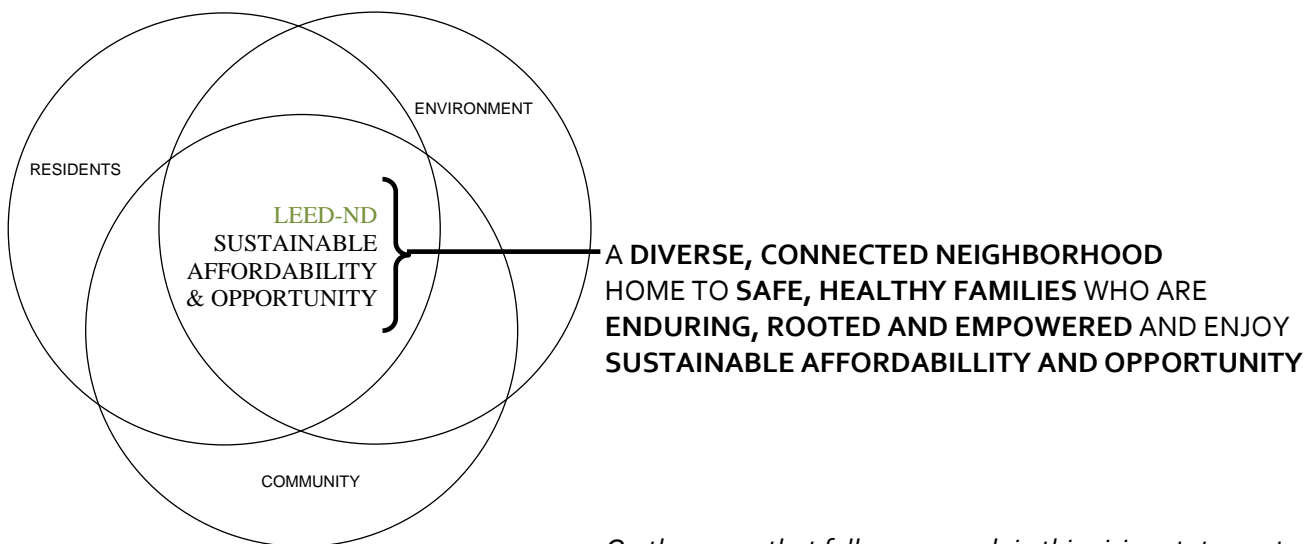 ENVIRONMENT
RESIDENTS
LEED-ND
SUSTAINABLE
AFFORDABILITY
& OPPORTUNITY
A DIVERSE, CONNECTED NEIGHBORHOOD
HOME TO SAFE, HEALTHY FAMILIES WHO ARE
ENDURING, ROOTED AND EMPOWERED AND ENJOY
SUSTAINABLE AFFORDABILLITY AND OPPORTUNITY
COMMUNITY